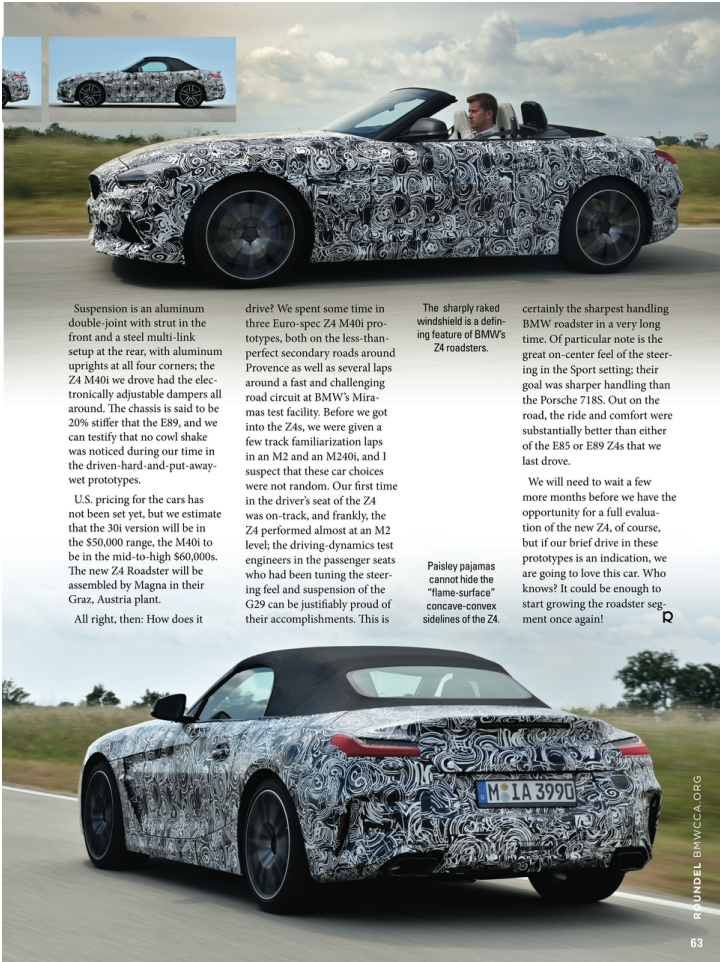 Suspension is an aluminum
double-joint with strut in the
front and a steel multi-link
setup at the rear, with aluminum
uprights at all four corners; the
Z4 M40i we drove had the elec-
tronically adjustable dampers all
around. The chassis is said to be
20% stiffer that the E89, and we
can testify that no cowl shake
was noticed during our time in
the driven-hard-and-put-away-
wet prototypes.
U.S. pricing for the cars has
not been set yet, but we estimate
that the 30i version will be in
the $50,000 range, the M40i to
be in the mid-to-high $60,000s.
The new Z4 Roadster will be
assembled by Magna in their
Graz, Austria plant.
All right, then: How does it
drive? We spent some time in
three Euro-spec Z4 M40i pro-
totypes, both on the less-than-
perfect secondary roads around
Provence as well as several laps
around a fast and challenging
road circuit at BMW's Mira-
mas test facility. Before we got
into the Z4s, we were given a
few track familiarization laps
in an M2 and an M240i, and I
suspect that these car choices
were not random. Our first time
in the driver's seat of the Z4
was on-track, and frankly, the
Z4 performed almost at an M2
level; the driving-dynamics test
engineers in the passenger seats
who had been tuning the steer-
ing feel and suspension of the
G29 can be justifiably proud of
their accomplishments. This is
The sharply raked
windshield is a defin-
ing feature of BMW's
Z4 roadsters.
Paisley pajamas
cannot hide the
“flame-surface”
concave-convex
sidelines of the Z4.
certainly the sharpest handling
BMW roadster in a very long
time. Of particular note is the
great on-center feel of the steer-
ing in the Sport setting; their
goal was sharper handling than
the Porsche 718S. Out on the
road, the ride and comfort were
substantially better than either
of the E85 or E89 Z4s that we
last drove.
We will need to wait a few
more months before we have the
opportunity for a full evalua-
tion of the new Z4, of course,
but if our brief drive in these
prototypes is an indication, we
are going to love this car. Who
knows? It could be enough to
start growing the roadster seg-
ment once again!
M IA 3990
ROUNDEL BMWCCA.ORG
63